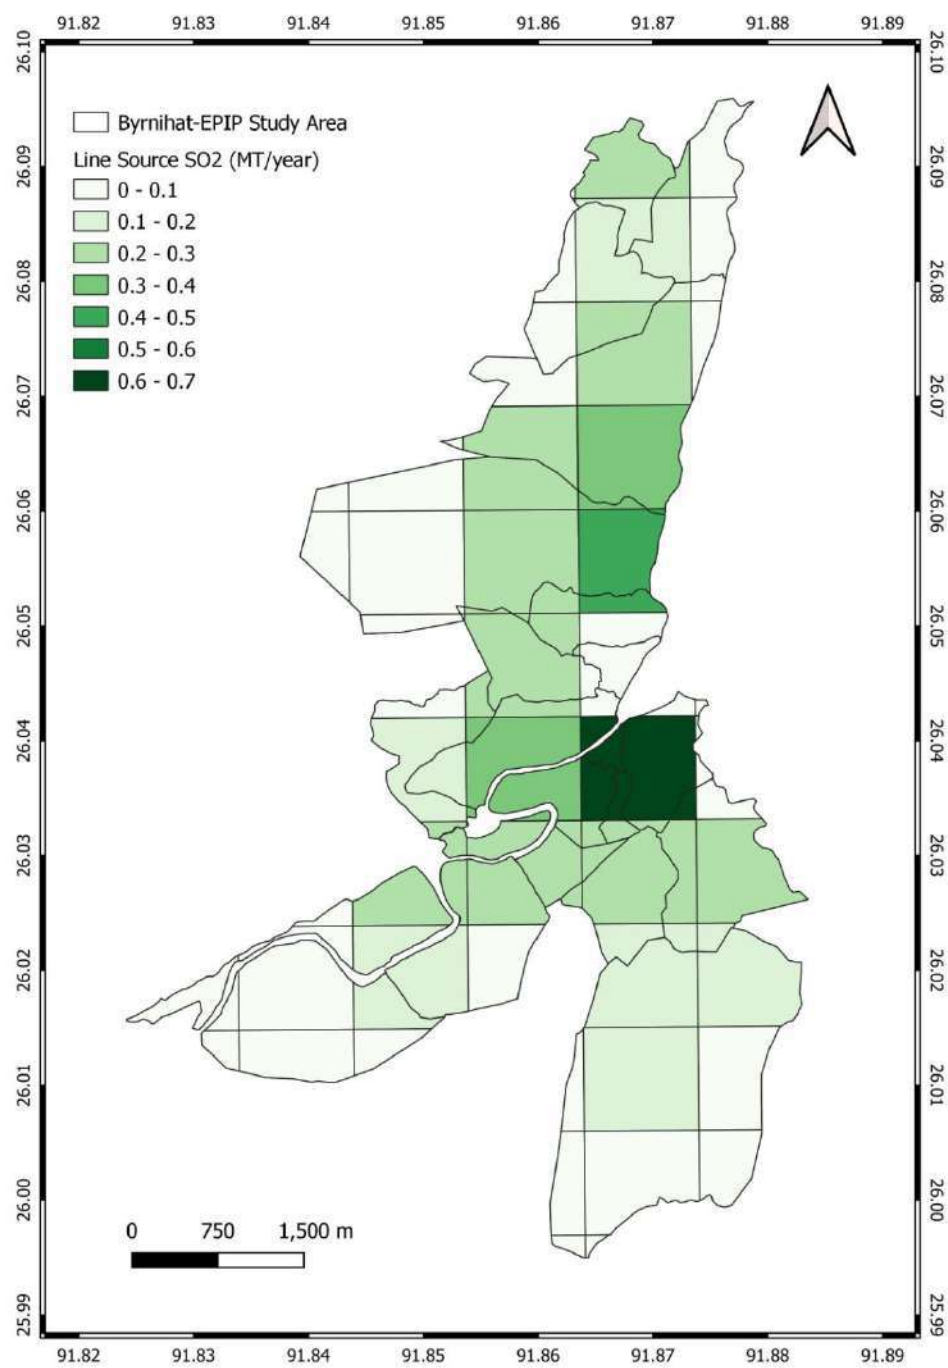 91.82 91.83 91.84 91.85 91.86 91.87 91.88 91.89
26.10 26.10
Byrnihat-EPIP Study Area
Line Source SO2 (MT/year)
26.09 26.09
0 - 0.1
0.1 - 0.2
0.2 - 0.3
26.08 26.08
0.3 - 0.4
0.4 - 0.5
0.5 - 0.6
0.6 - 0.7
26.07 26.07
26.06 26.06
26.05 26.05
26.04 26.04
26.03 26.03
26.02 26.02
26.01 26.01
26.00 26.00
0 750 1,500 m
25.99 25.99
91.82 91.83 91.84 91.85 91.86 91.87 91.88 91.89